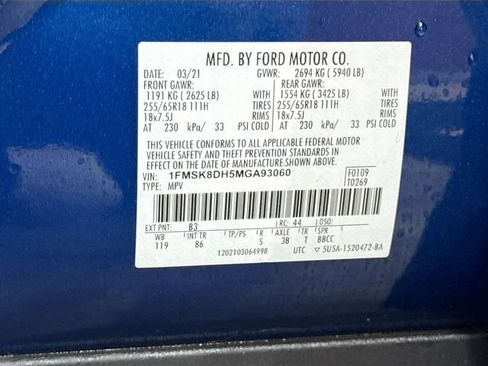 MFD. BY FORD MOTOR CO.
DATE: 03/21 GVWR: 2694 KG ( 5940 LB)
FRONT GAWR: REAR GAWR:
1191 KG ( 2625 LB) WITH 1554 KG ( 3425 LB) WITH
255/65R18 111H TIRES 255/65R18 111H TIRES
18x7.5J RIMS 18x7.5J RIMS
AT 230 kPa/ 33 PSI COLD AT 230 kPa/ 33 PSI COLD
THIS VEHICLE CONFORMS TO ALL APPLICABLE FEDERAL MOTOR
VEHICLE SAFETY AND BUMPER STANDARDS AND THEFT PREVENTION STANDARDS IN
EFFECT ON THE DATE OF MANUFACTURE SHOWN ABOVE.
VIN: 1FMSK8DH5MGA93060 F0109
TYPE: MPV T0269
EXT PNT: B3 RC: 44 DSO:
WB INT TR TP/PS R AXLE TR SPR
119 86 S 3B T BBCC
1202103064998 UTC 5U5A-1520472-BA